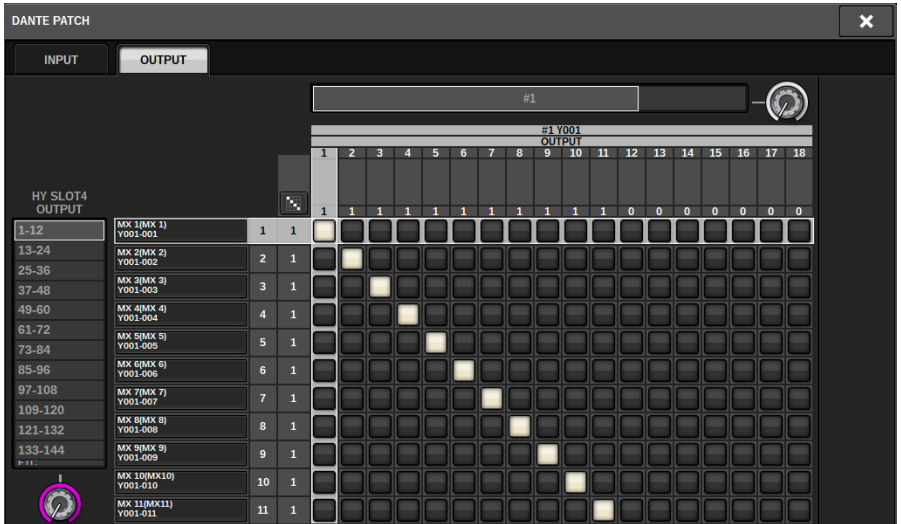 DANTE PATCH
INPUT
OUTPUT
#1
#1 Y001
OUTPUT
1 2 3 4 5 6 7 8 9 10 11 12 13 14 15 16 17 18
1 1 1 1 1 1 1 1 1 1 1 0 0 0 0 0 0 0
HY SLOT4
OUTPUT
1-12
13-24
25-36
37-48
49-60
61-72
73-84
85-96
97-108
109-120
121-132
133-144
MX 1(MX 1)
Y001-001
1 1
MX 2(MX 2)
Y001-002
2 1
MX 3(MX 3)
Y001-003
3 1
MX 4(MX 4)
Y001-004
4 1
MX 5(MX 5)
Y001-005
5 1
MX 6(MX 6)
Y001-006
6 1
MX 7(MX 7)
Y001-007
7 1
MX 8(MX 8)
Y001-008
8 1
MX 9(MX 9)
Y001-009
9 1
MX 10(MX10)
Y001-010
10 1
MX 11(MX11)
Y001-011
11 1